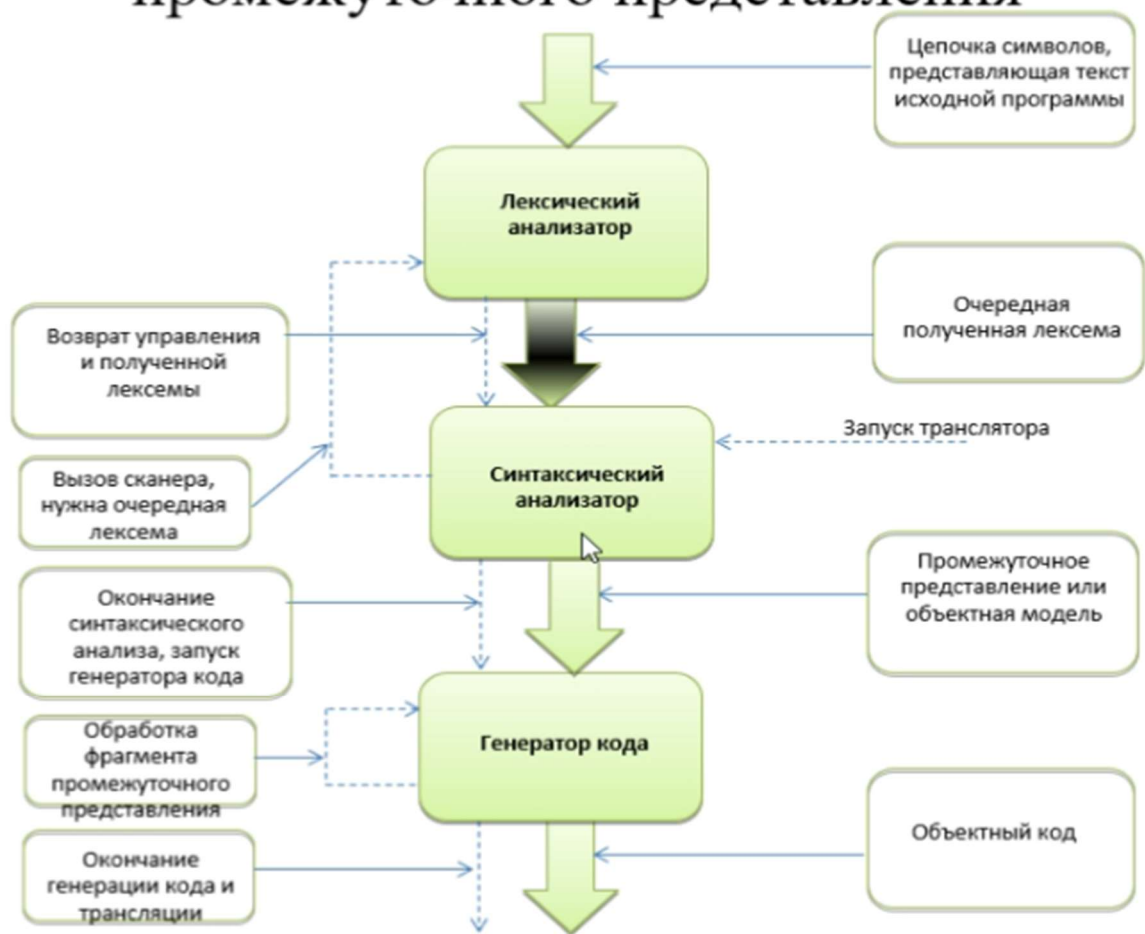 промежуточного представления
Цепочка символов,
представляющая текст
исходной программы
Лексический
анализатор
Возврат управления
и полученной
лексемы
Очередная
полученная лексема
Запуск транслятора
Вызов сканера,
нужна очередная
лексема
Синтаксический
анализатор
Окончание
синтаксического
анализа, запуск
генератора кода
Промежуточное
представление или
объектная модель
Обработка
фрагмента
промежуточного
представления
Генератор кода
Окончание
генерации кода и
трансляции
Объектный код